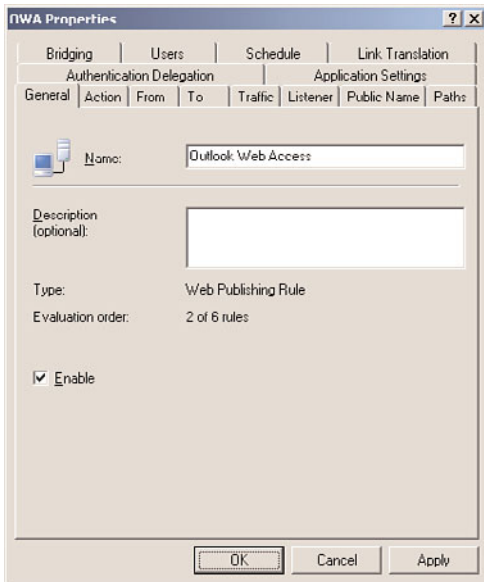 OWA Properties
? X
Bridging Users Schedule Link Translation
Authentication Delegation Application Settings
General Action From To Traffic Listener Public Name Paths
Name: Outlook Web Access
Description
(optional):
Type: Web Publishing Rule
Evaluation order: 2 of 6 rules
Enable
OK Cancel Apply